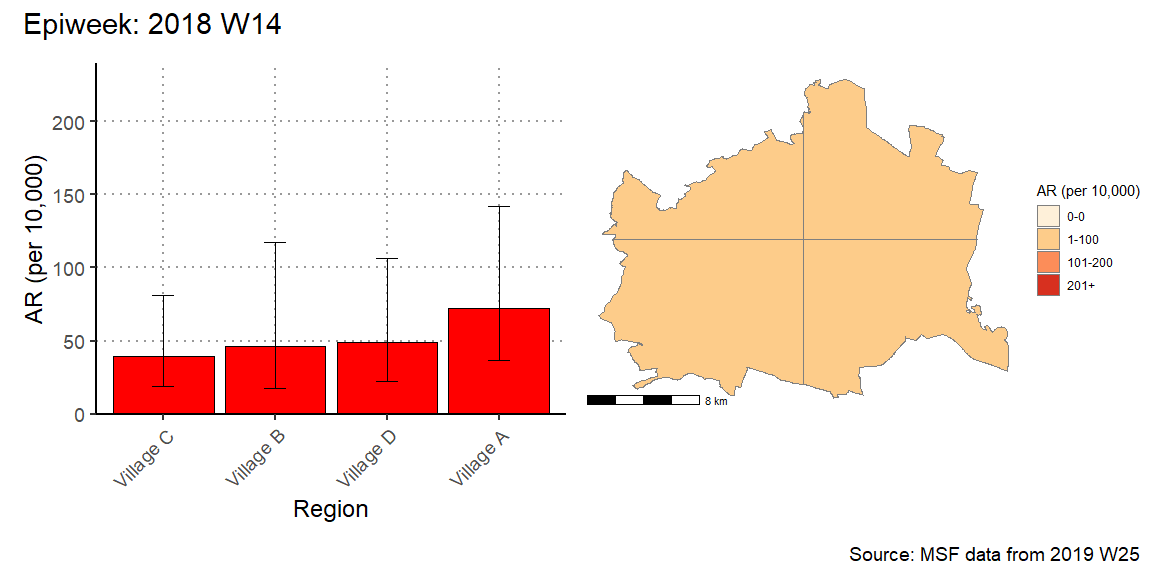 Epiweek: 2018 W14
AR (per 10,000)
200
150
100
50
0
Village C
Village B
Village D
Village A
Region
8 km
AR (per 10,000)
0-0
1-100
101-200
201+
Source: MSF data from 2019 W25